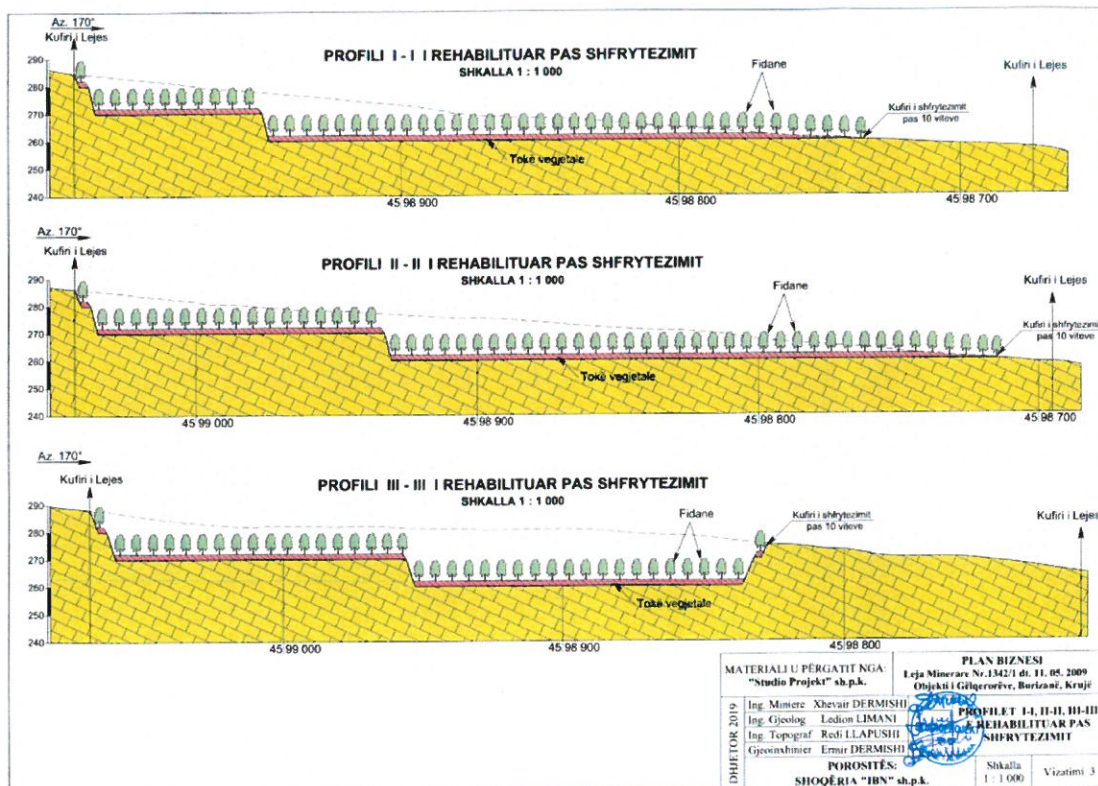 Az. 170°
Kufiri i Lejes
PROFILI I - I I REHABILITUAR PAS SHFRYTEZIMIT
SHKALLA 1 : 1 000
Fidane
Kufiri i Lejes
Kufiri i shfrytezimit
pas 10 viteve
290
280
270
260
250
240
Tokë vegjetale
45 98 900
45 98 800
45 98 700
Az. 170°
Kufiri i Lejes
PROFILI II - II I REHABILITUAR PAS SHFRYTEZIMIT
SHKALLA 1 : 1 000
Fidane
Kufiri i Lejes
Kufiri i shfrytezimit
pas 10 viteve
290
280
270
260
250
240
Tokë vegjetale
45 99 000
45 98 900
45 98 800
45 98 700
Az. 170°
Kufiri i Lejes
PROFILI III - III I REHABILITUAR PAS SHFRYTEZIMIT
SHKALLA 1 : 1 000
Fidane
Kufiri i shfrytezimit
pas 10 viteve
Kufiri i Lejes
290
280
270
260
250
240
Tokë vegjetale
45 99 000
45 98 900
45 98 800
MATERIALI U PËRGATIT NGA:
"Studio Projekt" sh.p.k.
PLAN BIZNESI
Leja Minerare Nr.1342/1 dt. 11. 05. 2009
Objekti i Gëlqerorëve, Borizanë, Krujë
DHJETOR 2019
Ing. Miniere Xhevair DERMISHI
Ing. Gjeolog Ledion LIMANI
Ing. Topograf Redi LLAPUSHI
Gjeoinxhinier Ermir DERMISHI
PROFILET I-I, II-II, III-III
E REHABILITUAR PAS
SHFRYTEZIMIT
POROSITËS:
SHOQËRIA "IBN" sh.p.k.
Shkalla
1 : 1 000
Vizatimi 3